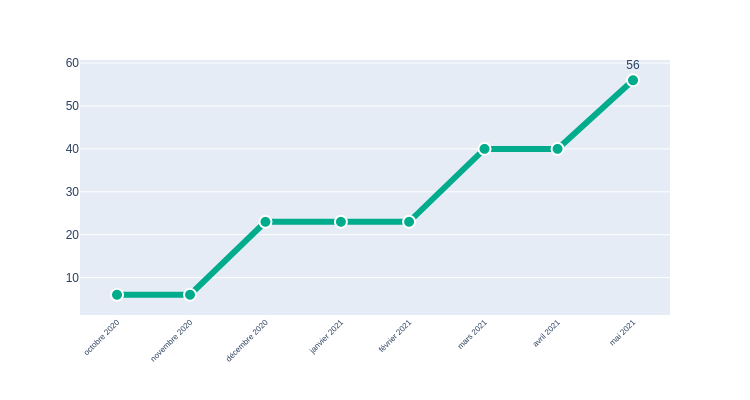 56
60
50
40
30
20
10
octobre 2020
novembre 2020
décembre 2020
janvier 2021
février 2021
mars 2021
avril 2021
mai 2021